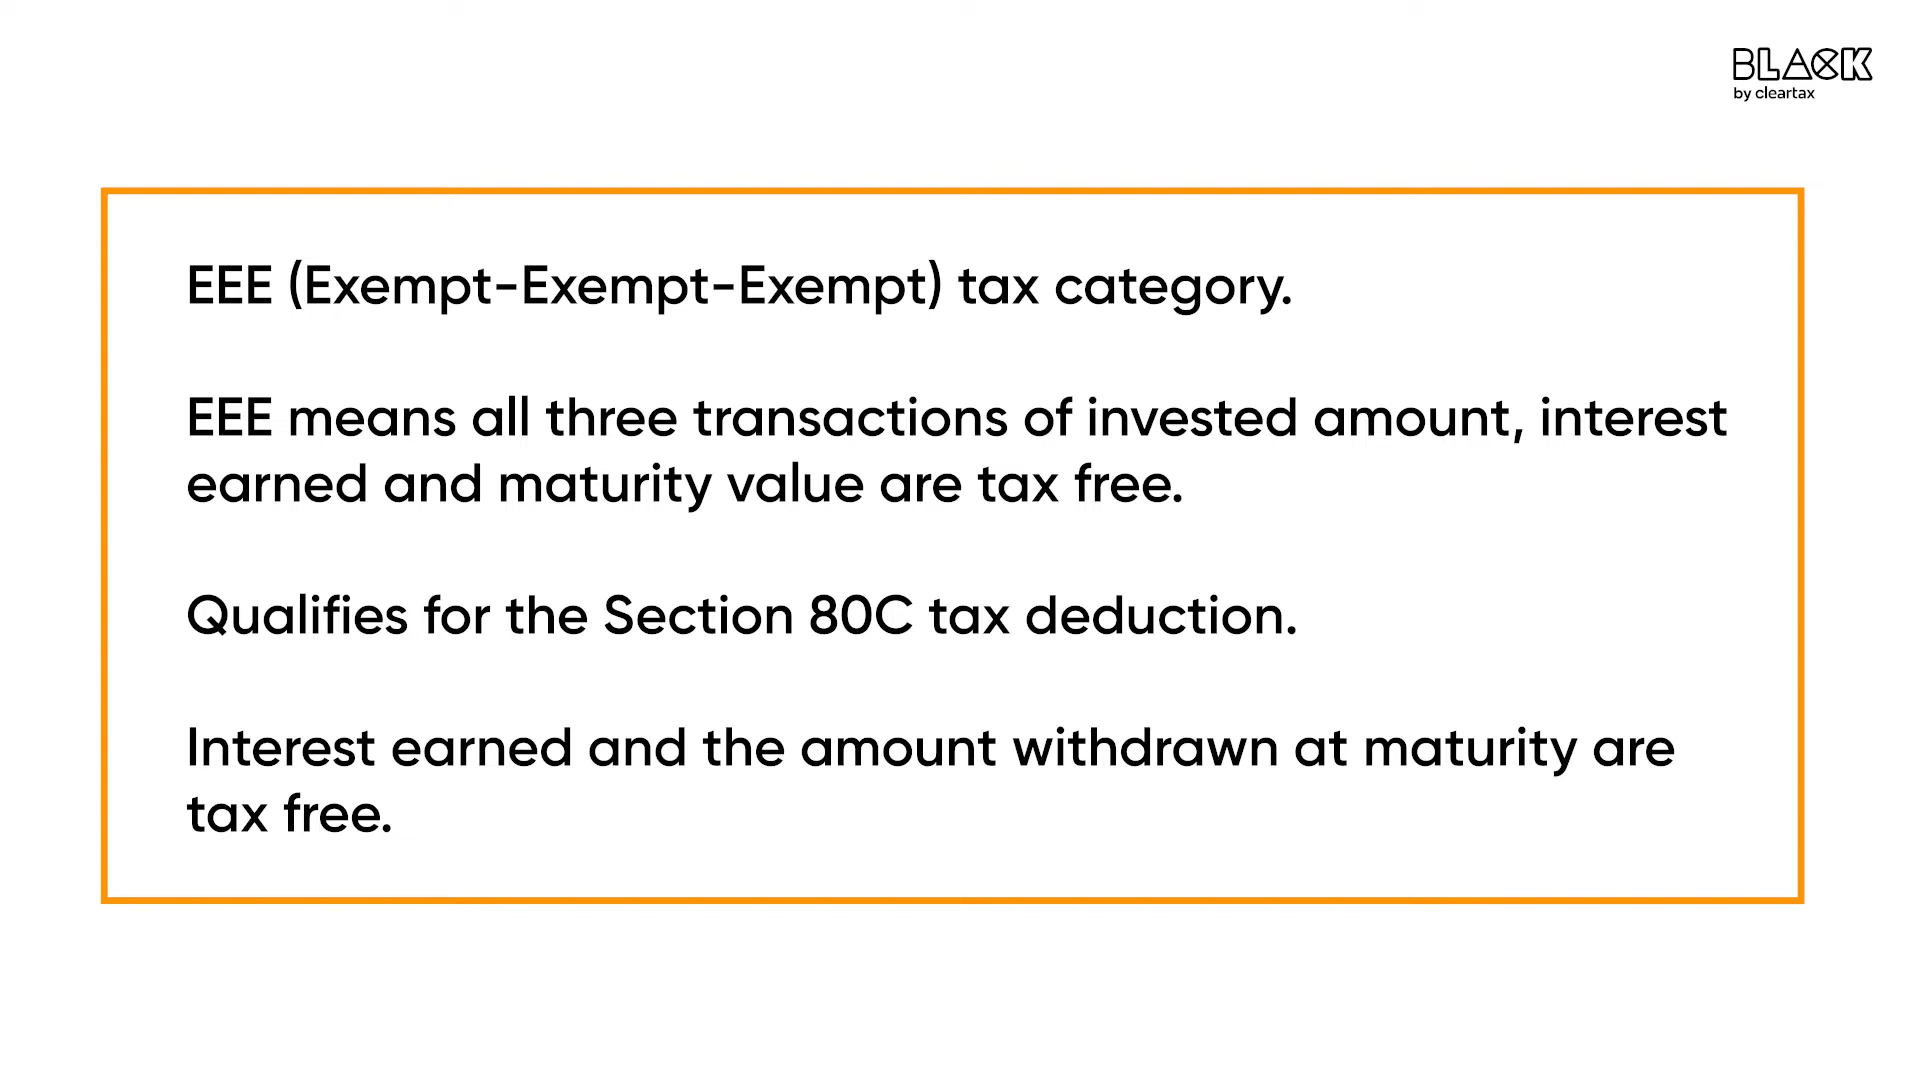 BLACK
by cleartax
EEE (Exempt-Exempt-Exempt) tax category.
EEE means all three transactions of invested amount, interest
earned and maturity value are tax free.
Qualifies for the Section 80C tax deduction.
Interest earned and the amount withdrawn at maturity are
tax free.